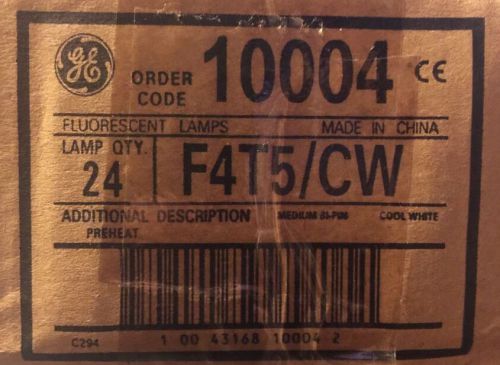 GE
ORDER CODE 10004 CE
FLUORESCENT LAMPS MADE IN CHINA
LAMP QTY.
24 F4T5/CW
ADDITIONAL DESCRIPTION MEDIUM BI-PIN COOL WHITE
PREHEAT
C294 1 00 43168 10004 2